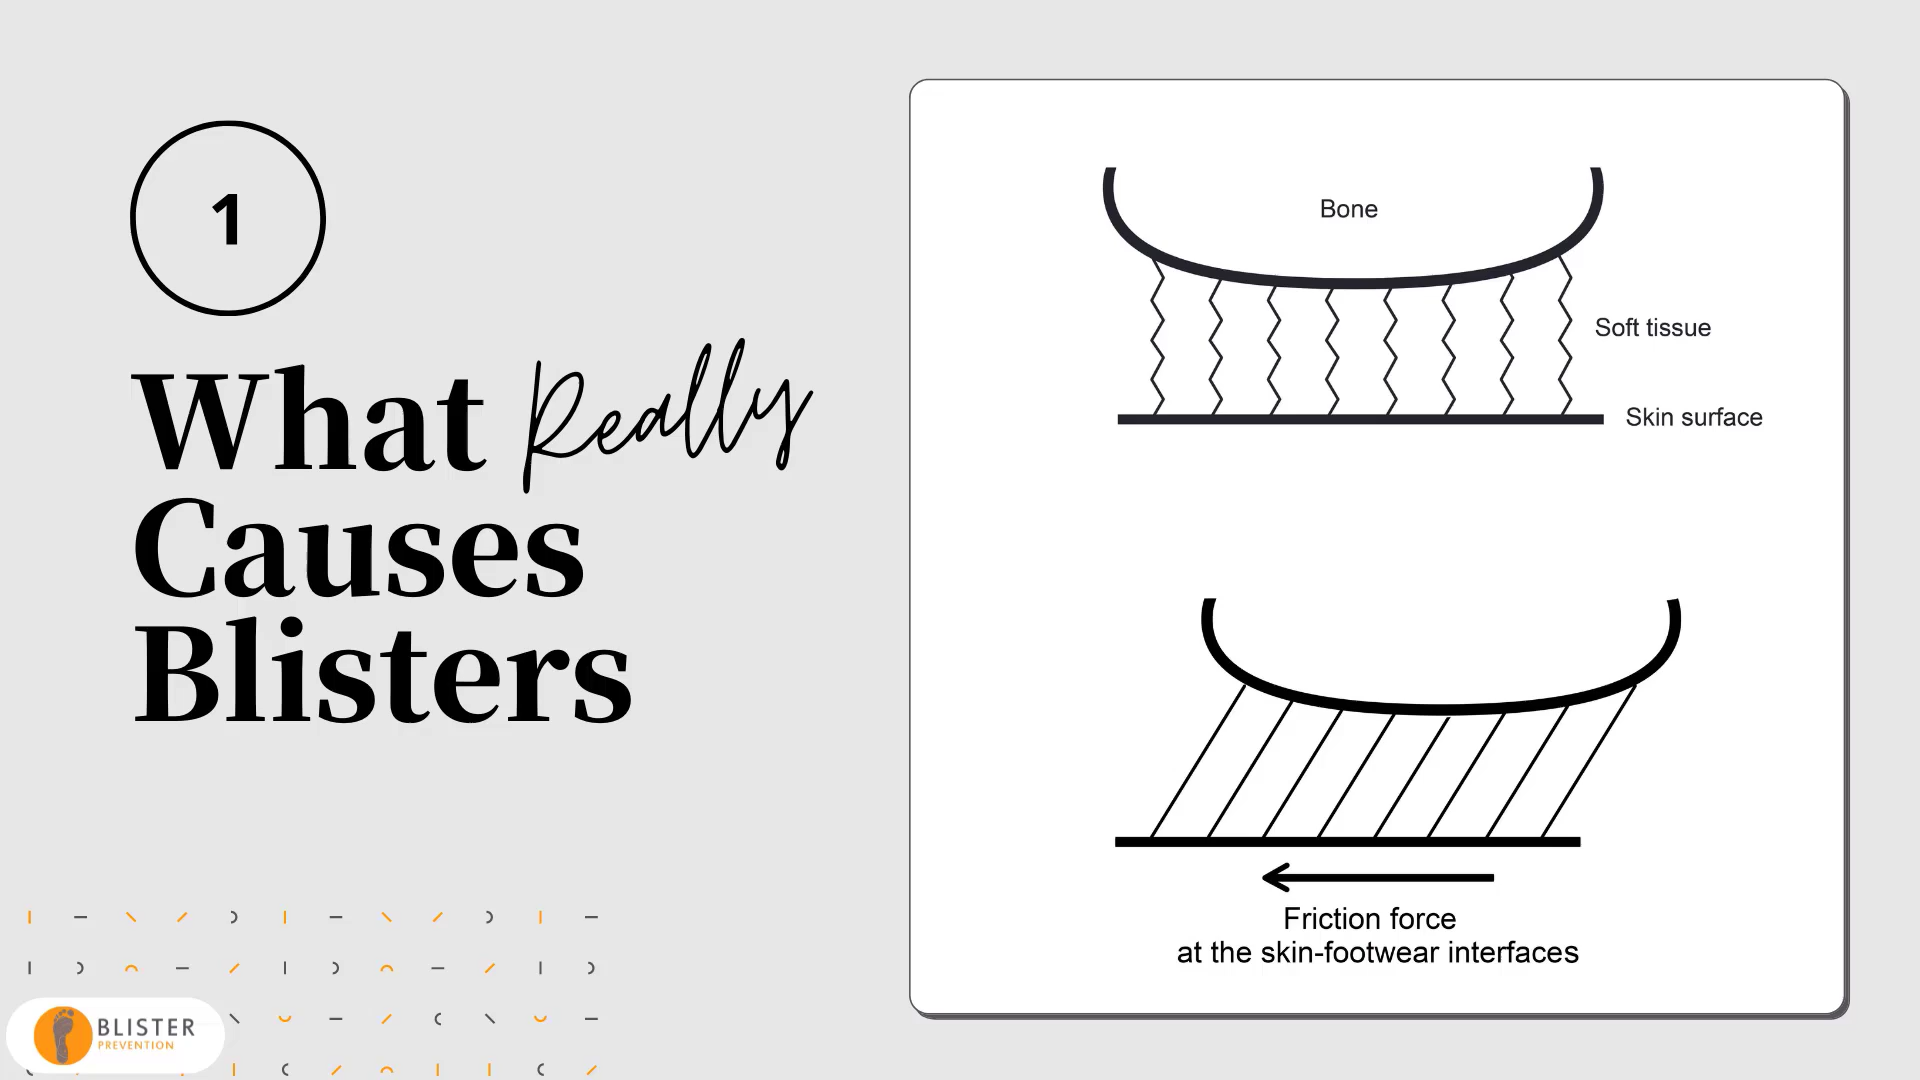 1
What Really
Causes
Blisters
Bone
Soft tissue
Skin surface
Friction force
at the skin-footwear interfaces
BLISTER
PREVENTION